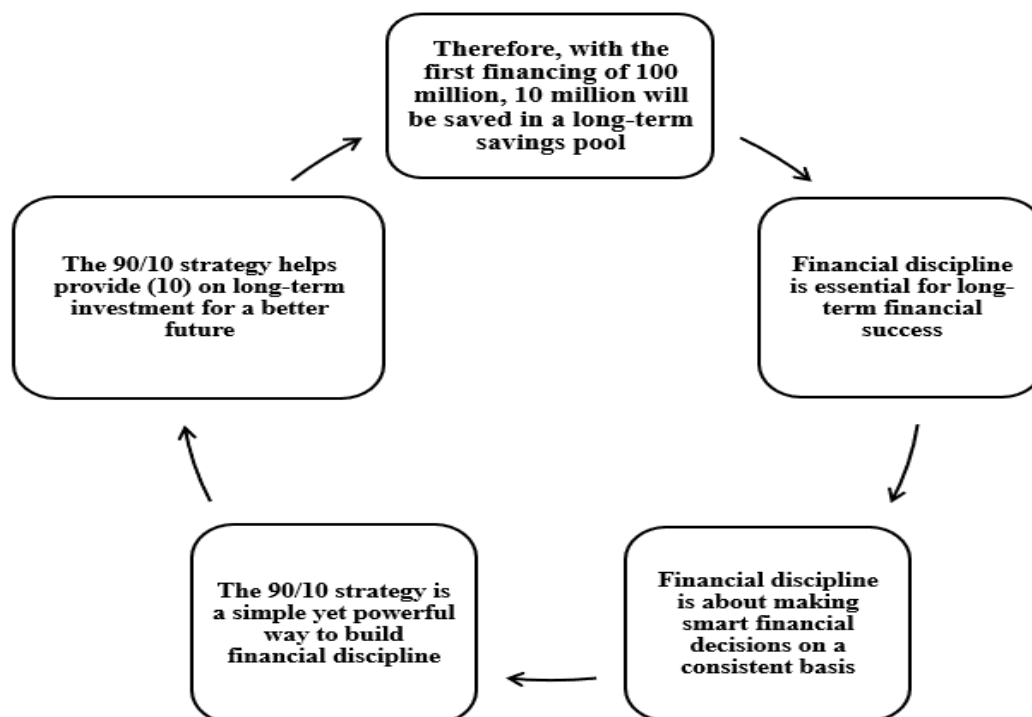 Therefore, with the
first financing of 100
million, 10 million will
be saved in a long-term
savings pool
Financial discipline
is essential for long-
term financial
success
Financial discipline
is about making
smart financial
decisions on a
consistent basis
The 90/10 strategy is
a simple yet powerful
way to build
financial discipline
The 90/10 strategy helps
provide (10) on long-term
investment for a better
future